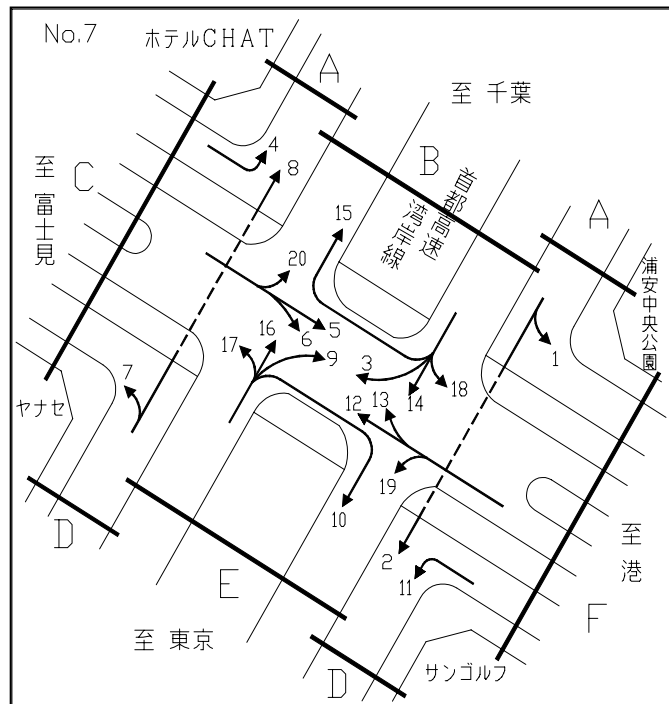 No.7
ホテルCHAT
A
至 千葉
B
首都高速
湾岸線
A
浦安中央公園
至 富士見
C
4
8
15
20
5
6
16
17
9
3
7
12
13
14
18
1
19
10
2
11
ヤナセ
D
E
至 東京
D
サンゴルフ
至 港
F